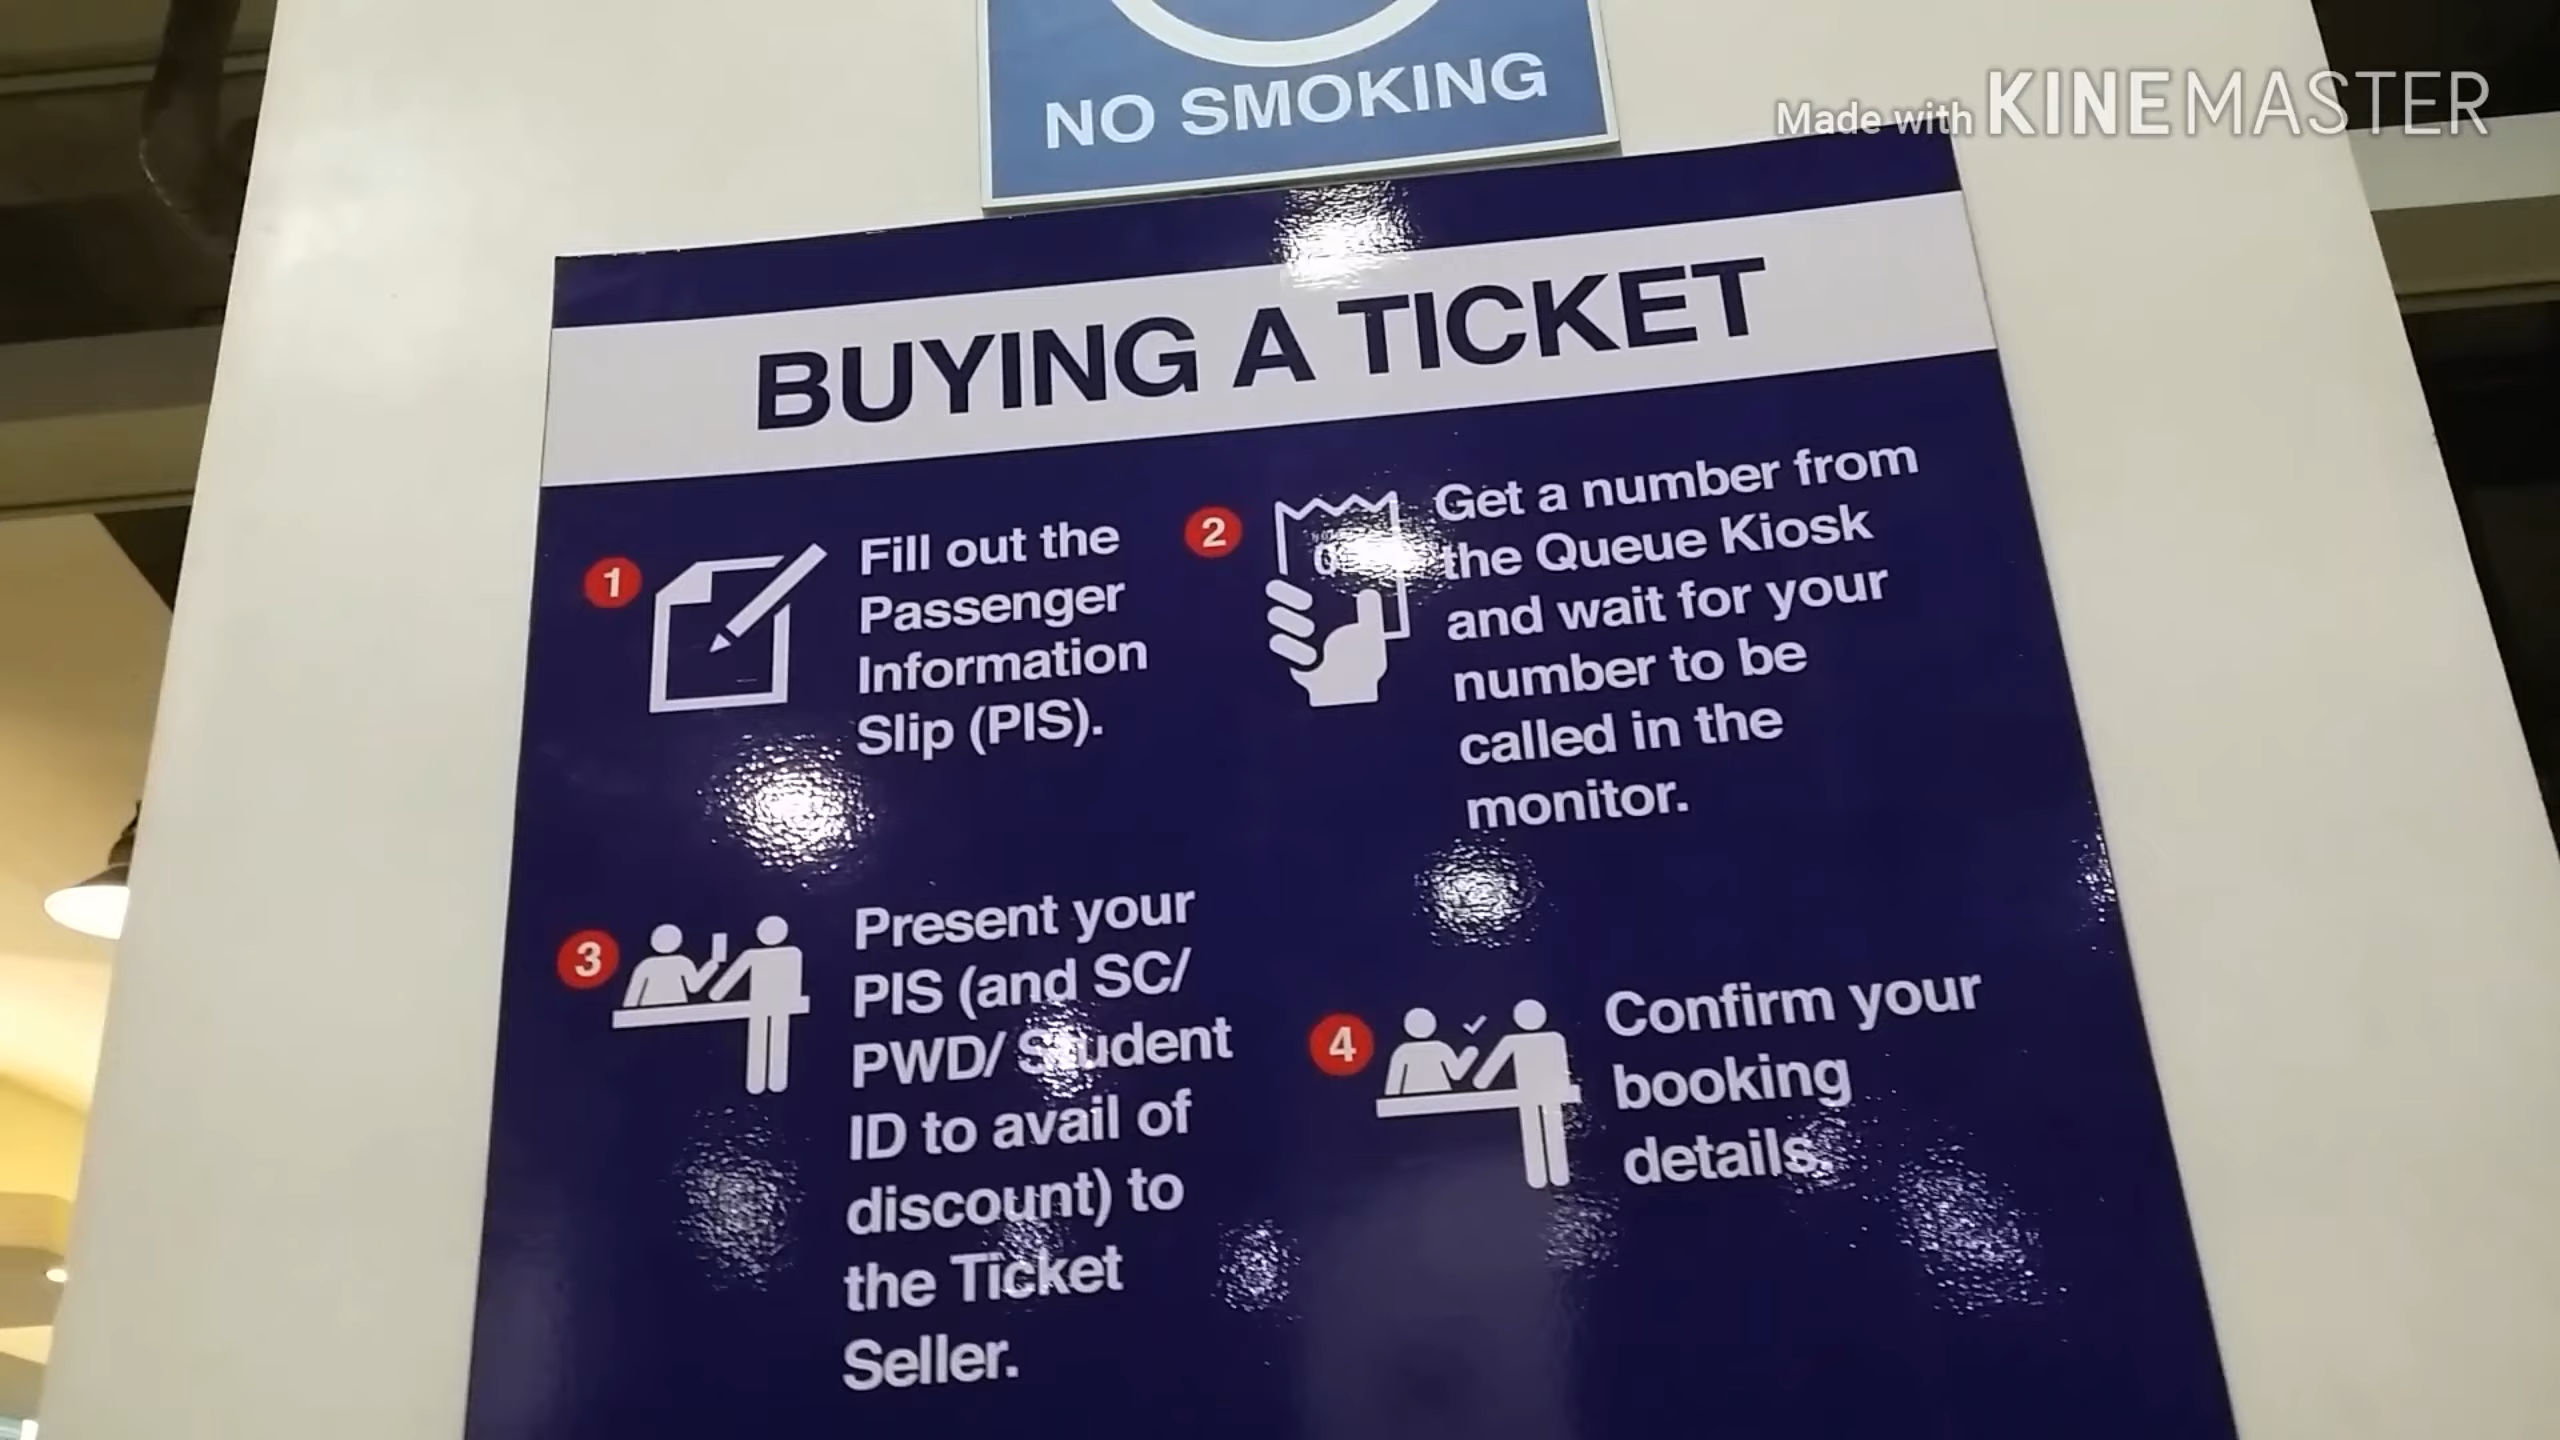 NO SMOKING
Made with KINEMASTER
BUYING A TICKET
1
Fill out the
Passenger
Information
Slip (PIS).
2
Get a number from
the Queue Kiosk
and wait for your
number to be
called in the
monitor.
3
Present your
PIS (and SC/
PWD/ Student
ID to avail of
discount) to
the Ticket
Seller.
4
Confirm your
booking
details.